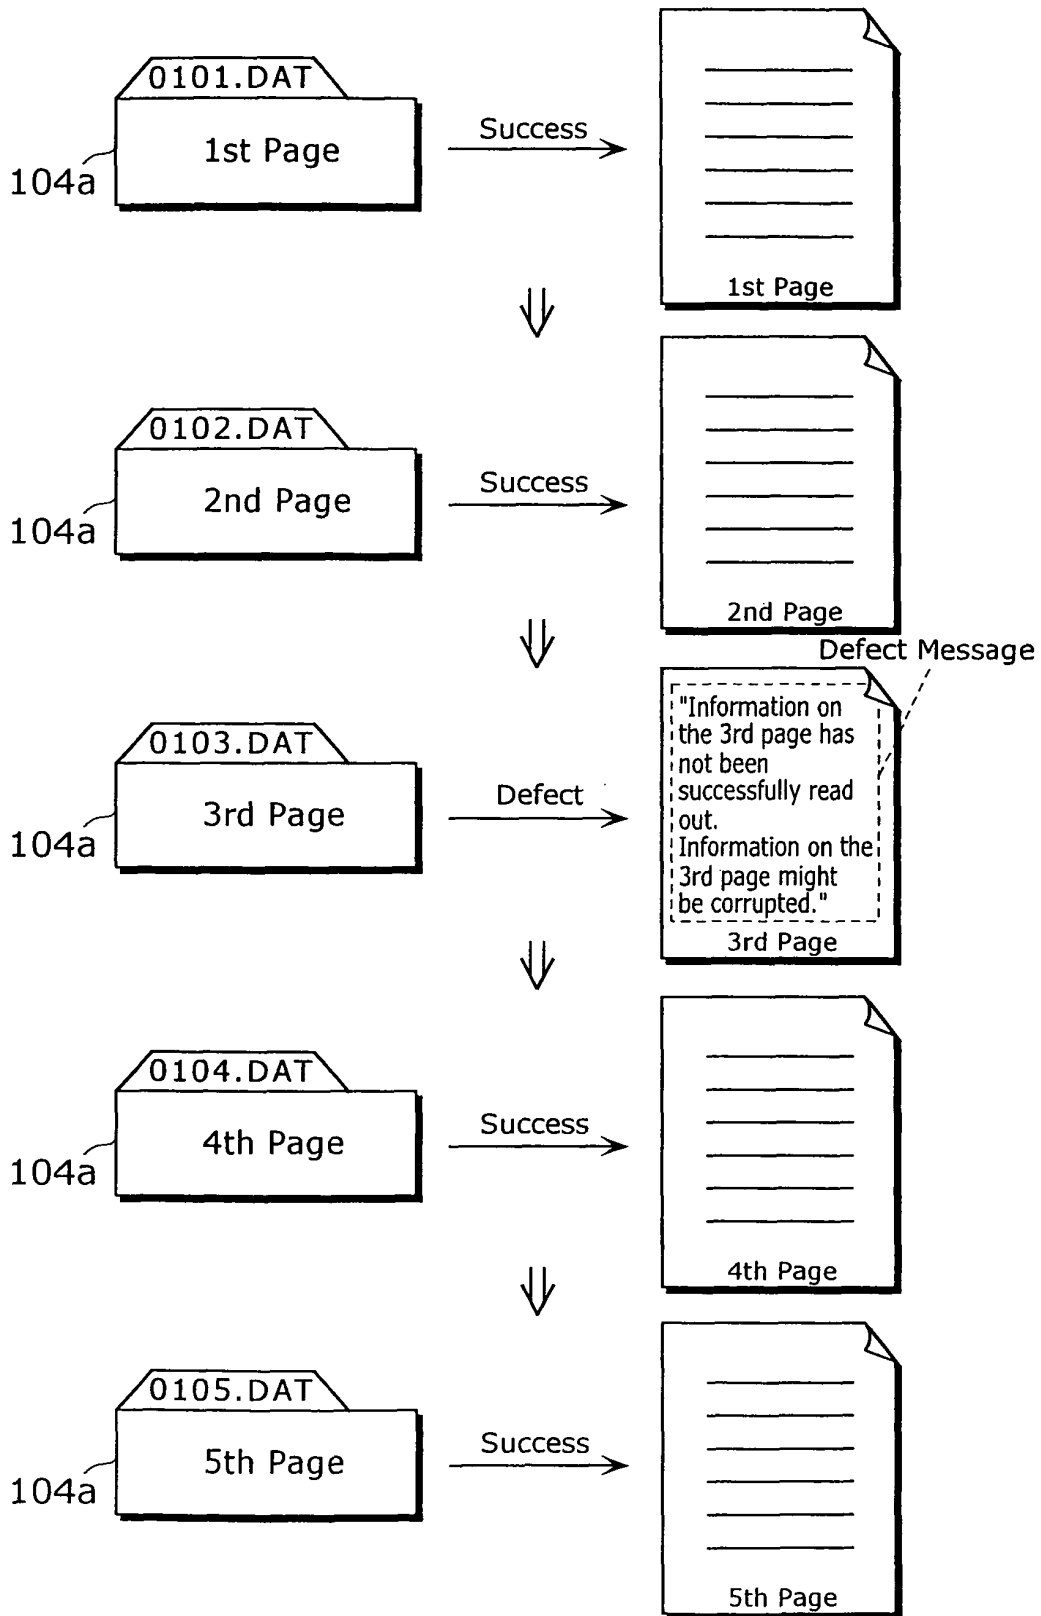 0101.DAT
1st Page
104a
Success
1st Page
0102.DAT
2nd Page
104a
Success
2nd Page
Defect Message
0103.DAT
3rd Page
104a
Defect
"Information on
the 3rd page has
not been
successfully read
out.
Information on the
3rd page might
be corrupted."
3rd Page
0104.DAT
4th Page
104a
Success
4th Page
0105.DAT
5th Page
104a
Success
5th Page